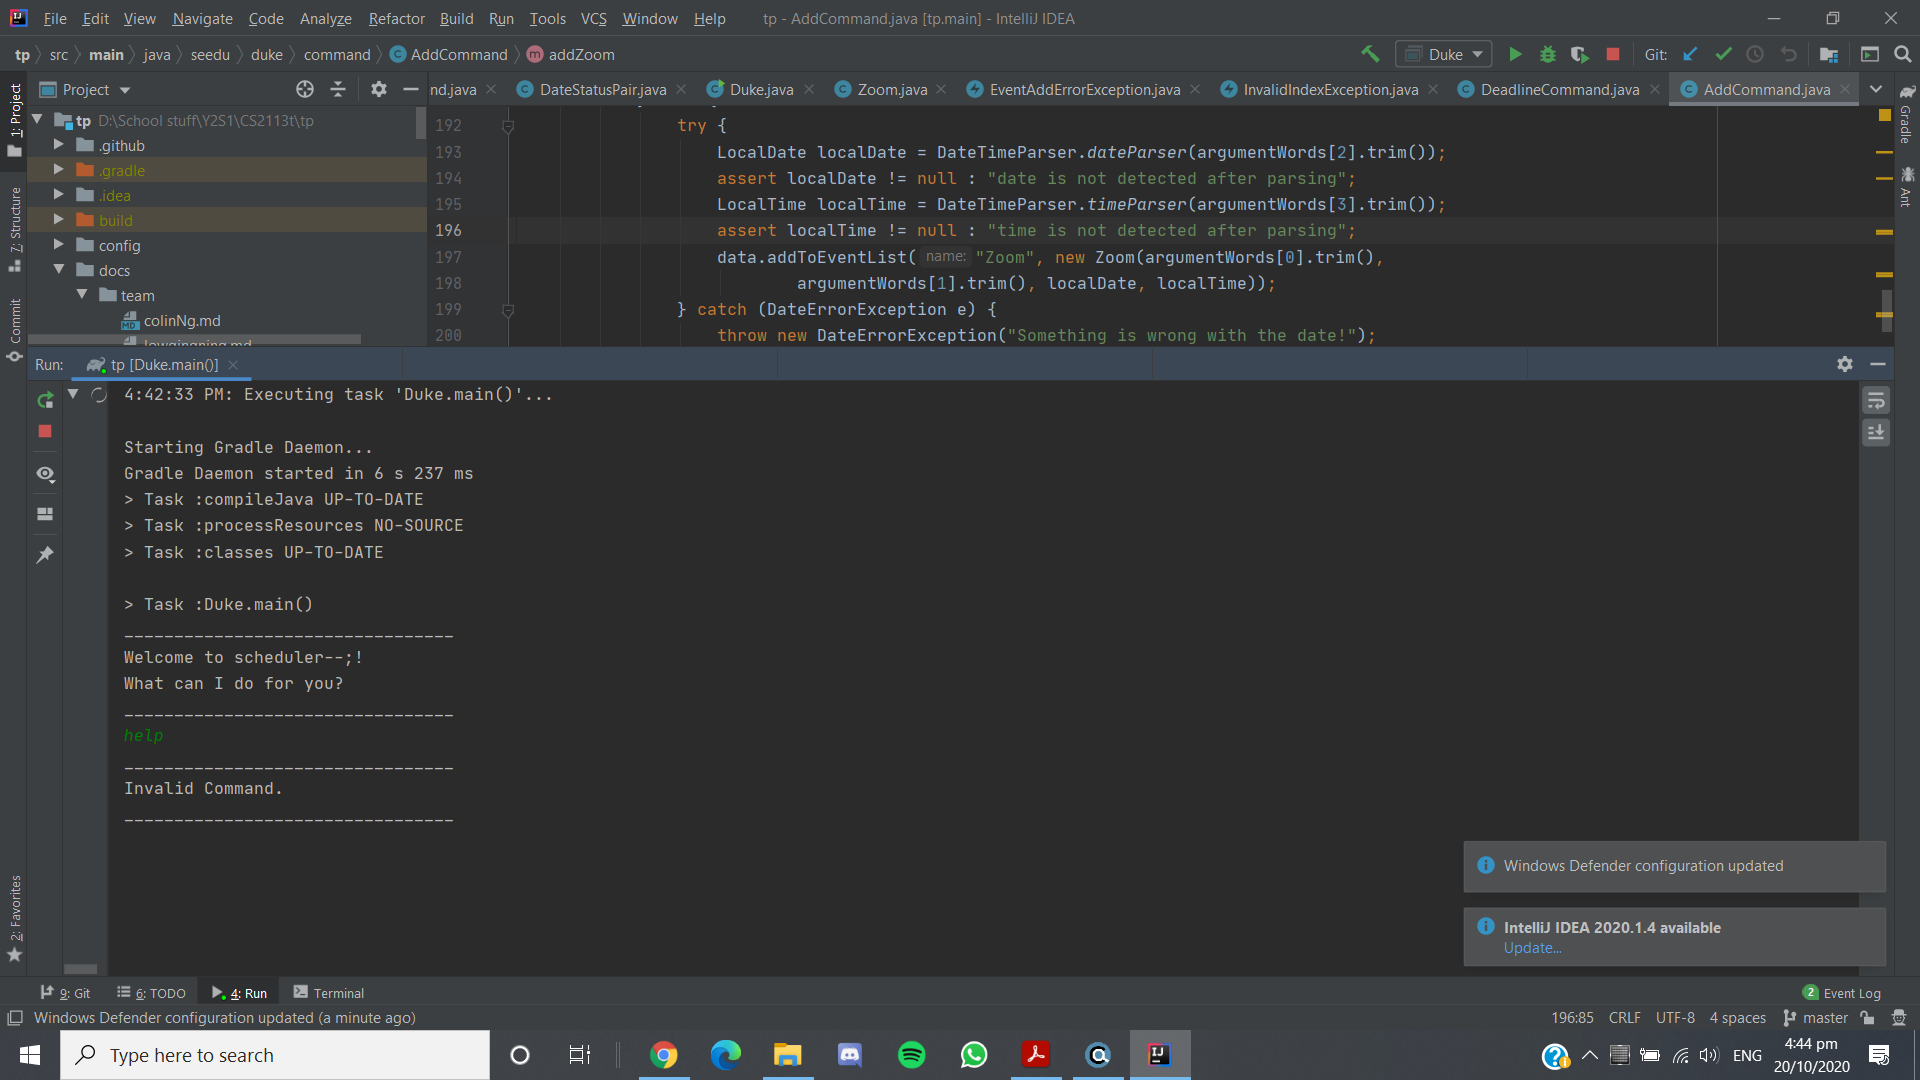 File Edit View Navigate Code Analyze Refactor Build Run Tools VCS Window Help tp - AddCommand.java [tp.main] - IntelliJ IDEA
tp src main java seedu duke command AddCommand addZoom Duke Git:
Project nd.java DateStatusPair.java Duke.java Zoom.java EventAddErrorException.java InvalidIndexException.java DeadlineCommand.java AddCommand.java
1: Project
7: Structure
Commit
2: Favorites
Gradle
Ant
tp D:\School stuff\Y2S1\CS2113t\tp
.github
.gradle
.idea
build
config
docs
team
colinNg.md
192 try {
193 LocalDate localDate = DateTimeParser.dateParser(argumentWords[2].trim());
194 assert localDate != null : "date is not detected after parsing";
195 LocalTime localTime = DateTimeParser.timeParser(argumentWords[3].trim());
196 assert localTime != null : "time is not detected after parsing";
197 data.addToEventList( name: "Zoom", new Zoom(argumentWords[0].trim(),
198 argumentWords[1].trim(), localDate, localTime));
199 } catch (DateErrorException e) {
200 throw new DateErrorException("Something is wrong with the date!");
Run: tp [Duke.main()]
4:42:33 PM: Executing task 'Duke.main()'...
Starting Gradle Daemon...
Gradle Daemon started in 6 s 237 ms
> Task :compileJava UP-TO-DATE
> Task :processResources NO-SOURCE
> Task :classes UP-TO-DATE
> Task :Duke.main()
_________________________________
Welcome to scheduler--;!
What can I do for you?
_________________________________
help
_________________________________
Invalid Command.
_________________________________
Windows Defender configuration updated
IntelliJ IDEA 2020.1.4 available
Update...
9: Git 6: TODO 4: Run Terminal 2 Event Log
Windows Defender configuration updated (a minute ago) 196:85 CRLF UTF-8 4 spaces master
Type here to search ENG 4:44 pm
20/10/2020